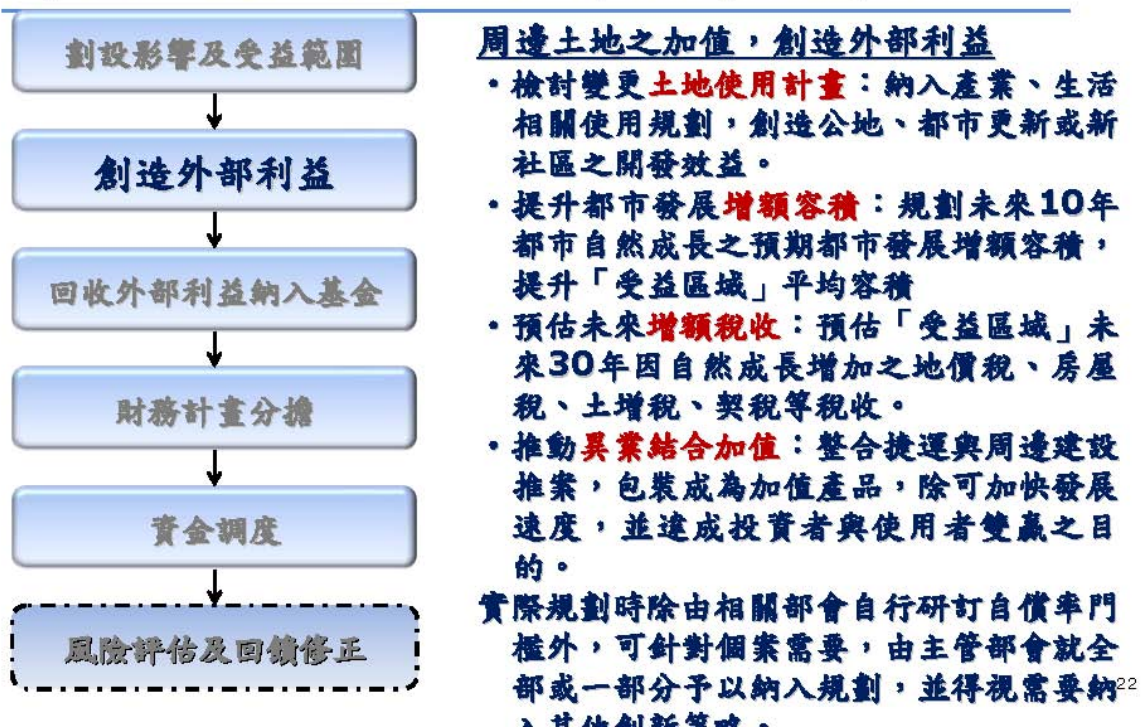 劃設影響及受益範圍
創造外部利益
回收外部利益納入基金
財務計畫分擔
資金調度
風險評估及回饋修正
周邊土地之加值，創造外部利益
・檢討變更土地使用計畫：納入產業、生活
相關使用規劃，創造公地、都市更新或新
社區之開發效益。
・提升都市發展增額容積：規劃未來10年
都市自然成長之預期都市發展增額容積，
提升「受益區域」平均容積
・預估未來增額稅收：預估「受益區域」未
來30年因自然成長增加之地價稅、房屋
稅、土增稅、契稅等稅收。
・推動異業結合加值：整合捷運與周邊建設
推案，包裝成為加值產品，除可加快發展
速度，並達成投資者與使用者雙贏之目
的。
實際規劃時除由相關部會自行研訂自償率門
檻外，可針對個案需要，由主管部會就全
部或一部分予以納入規劃，並得視需要納
入其他創新策略。
22